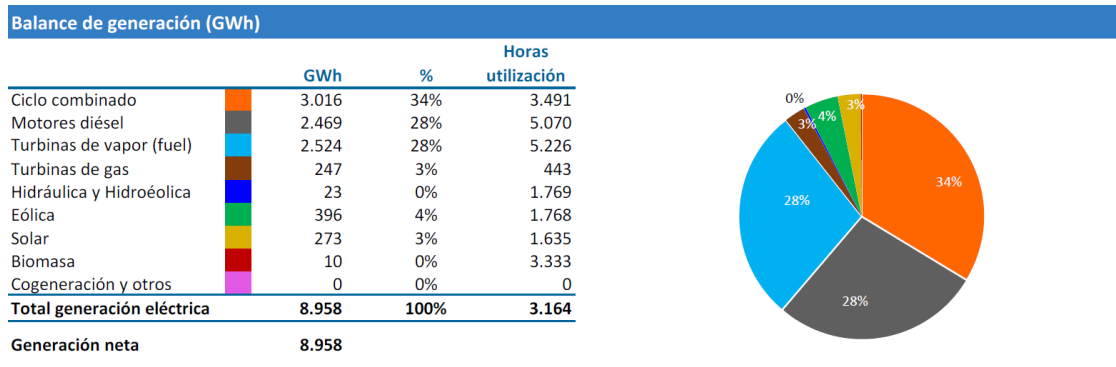 Balance de generación (GWh)
Horas
GWh % utilización
Ciclo combinado 3.016 34% 3.491
Motores diésel 2.469 28% 5.070
Turbinas de vapor (fuel) 2.524 28% 5.226
Turbinas de gas 247 3% 443
Hidráulica y Hidroéolica 23 0% 1.769
Eólica 396 4% 1.768
Solar 273 3% 1.635
Biomasa 10 0% 3.333
Cogeneración y otros 0 0% 0
Total generación eléctrica 8.958 100% 3.164
Generación neta 8.958
0%
3%
4%
3%
34%
28%
28%